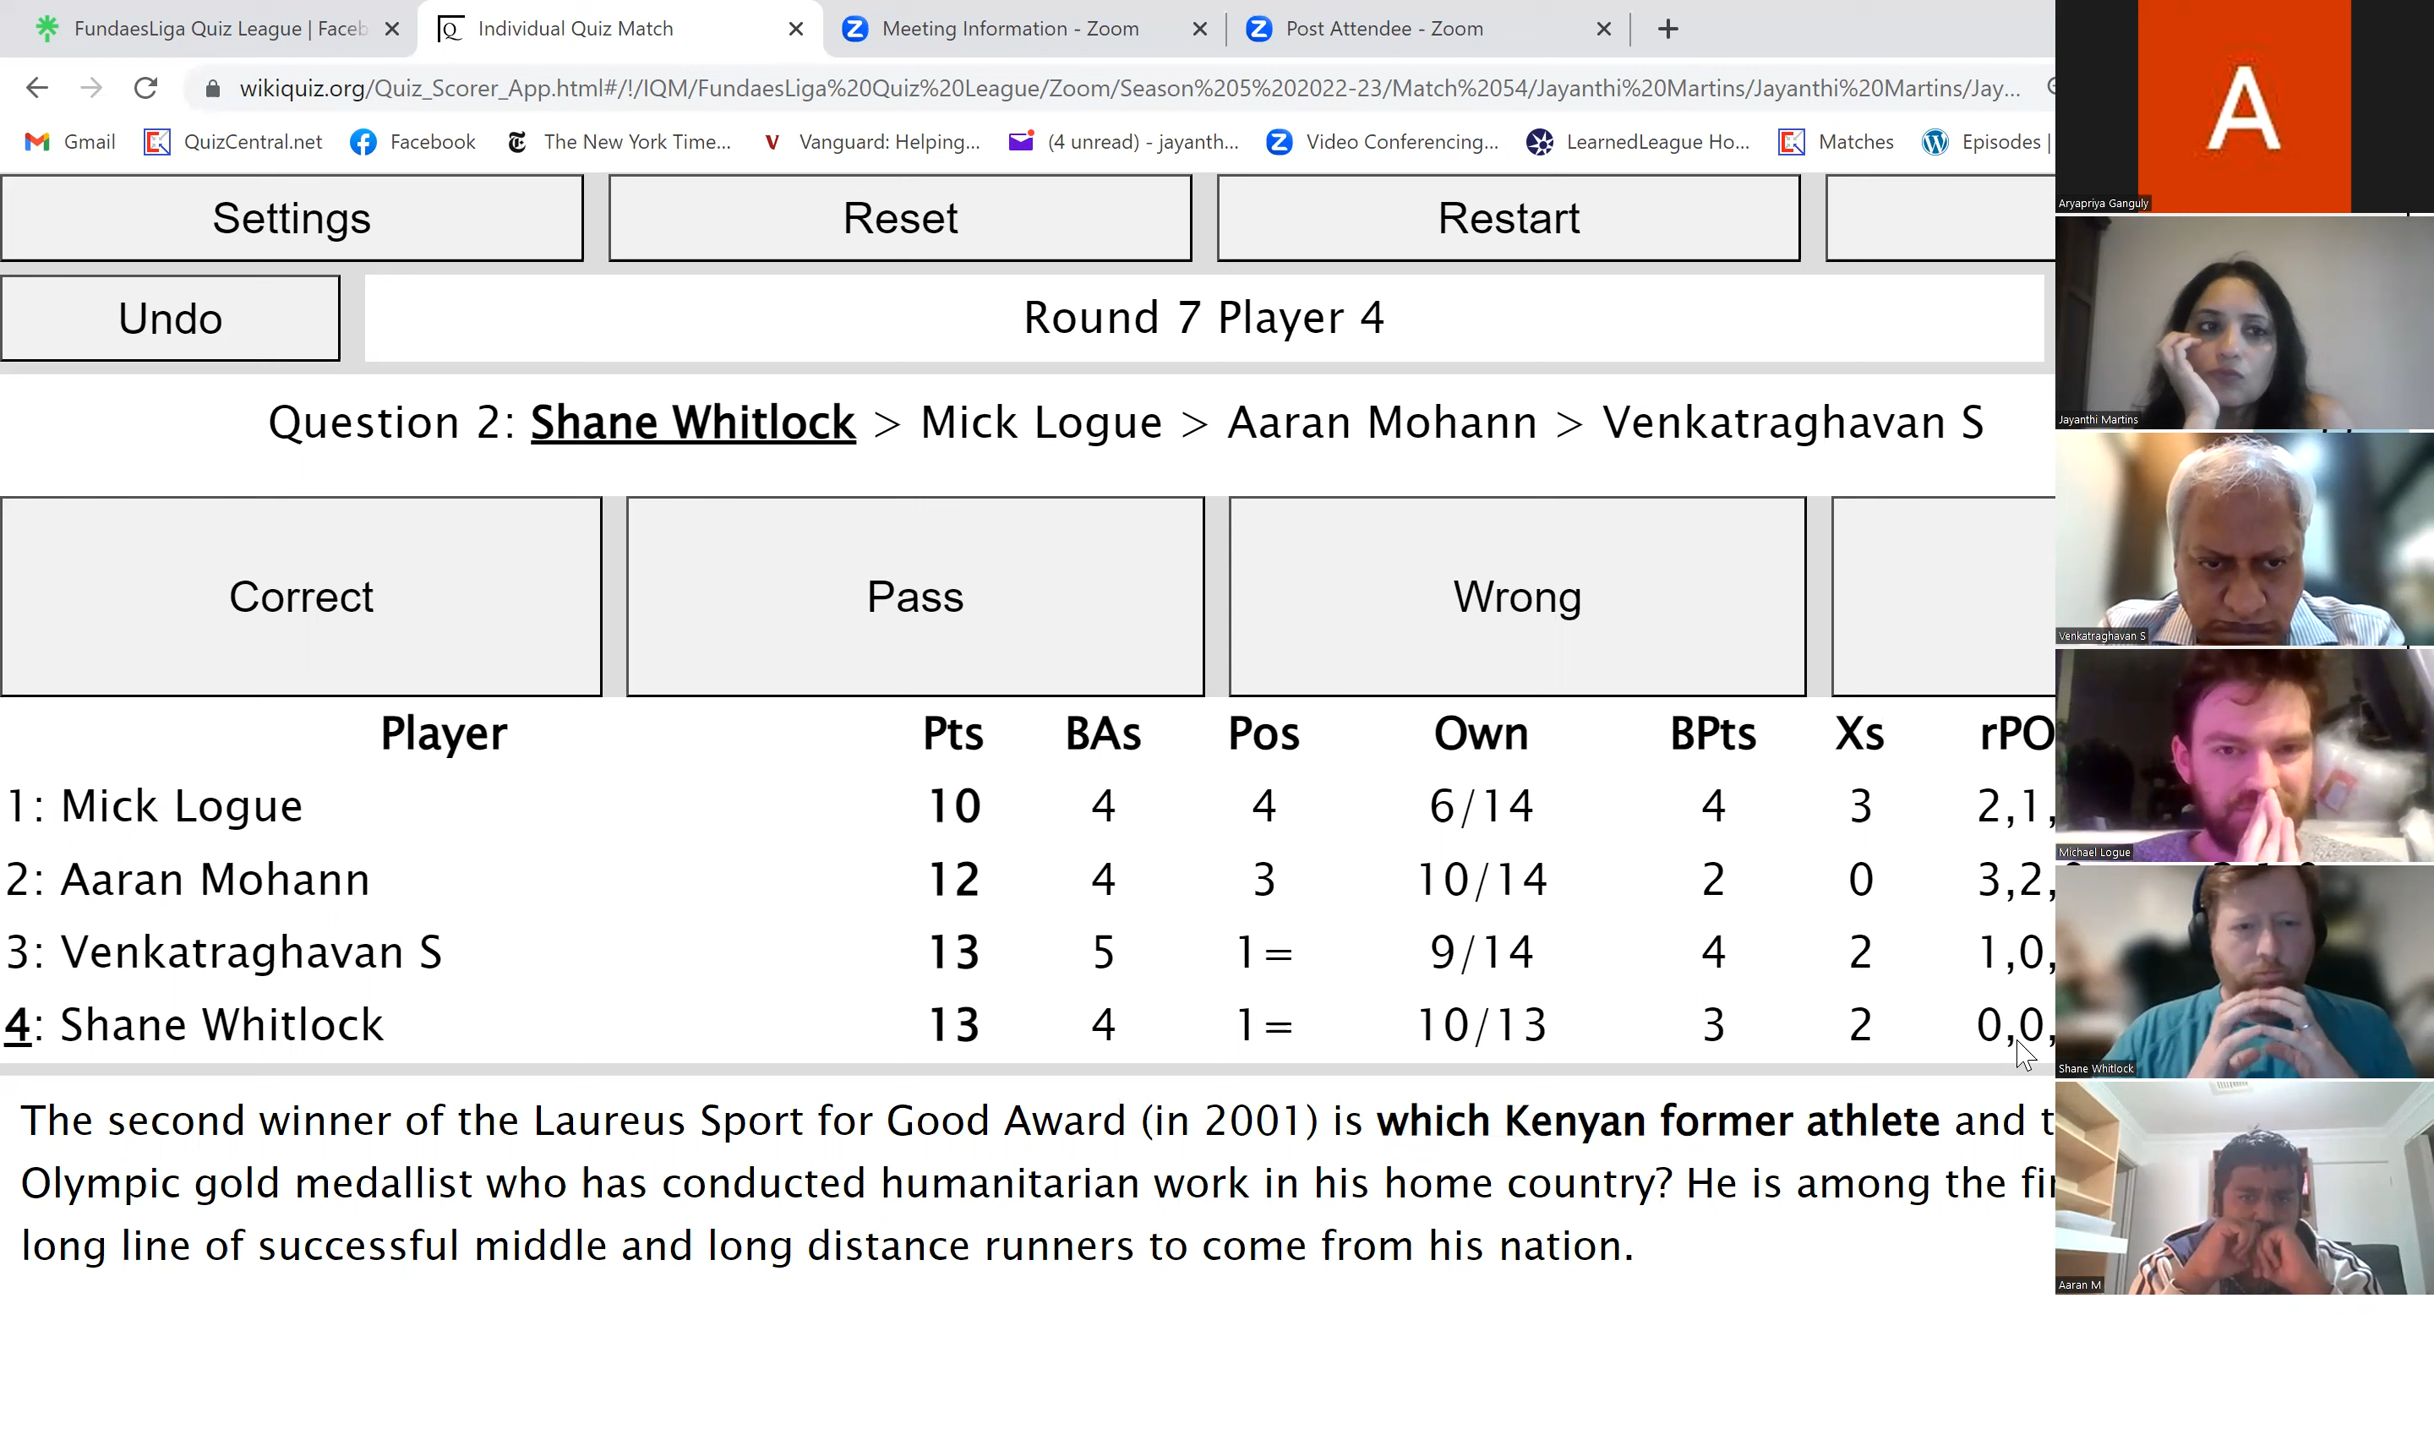 FundaesLiga Quiz League | Faceb
Individual Quiz Match
Meeting Information - Zoom
Post Attendee - Zoom
wikiquiz.org/Quiz_Scorer_App.html#/!/IQM/FundaesLiga%20Quiz%20League/Zoom/Season%205%202022-23/Match%2054/Jayanthi%20Martins/Jayanthi%20Martins/Jay...
Gmail
QuizCentral.net
Facebook
The New York Time...
Vanguard: Helping...
(4 unread) - jayanth...
Video Conferencing...
LearnedLeague Ho...
Matches
Episodes |
Settings
Reset
Restart
Undo
Round 7 Player 4
Question 2: Shane Whitlock > Mick Logue > Aaran Mohann > Venkatraghavan S
Correct
Pass
Wrong
Player Pts BAs Pos Own BPts Xs rPO
1: Mick Logue 10 4 4 6/14 4 3 2,1,
2: Aaran Mohann 12 4 3 10/14 2 0 3,2,
3: Venkatraghavan S 13 5 1= 9/14 4 2 1,0,
4: Shane Whitlock 13 4 1= 10/13 3 2 0,0,
The second winner of the Laureus Sport for Good Award (in 2001) is which Kenyan former athlete and t
Olympic gold medallist who has conducted humanitarian work in his home country? He is among the fi
long line of successful middle and long distance runners to come from his nation.
A
Aryapriya Ganguly
Jayanthi Martins
Venkatraghavan S
Michael Logue
Shane Whitlock
Aaran M